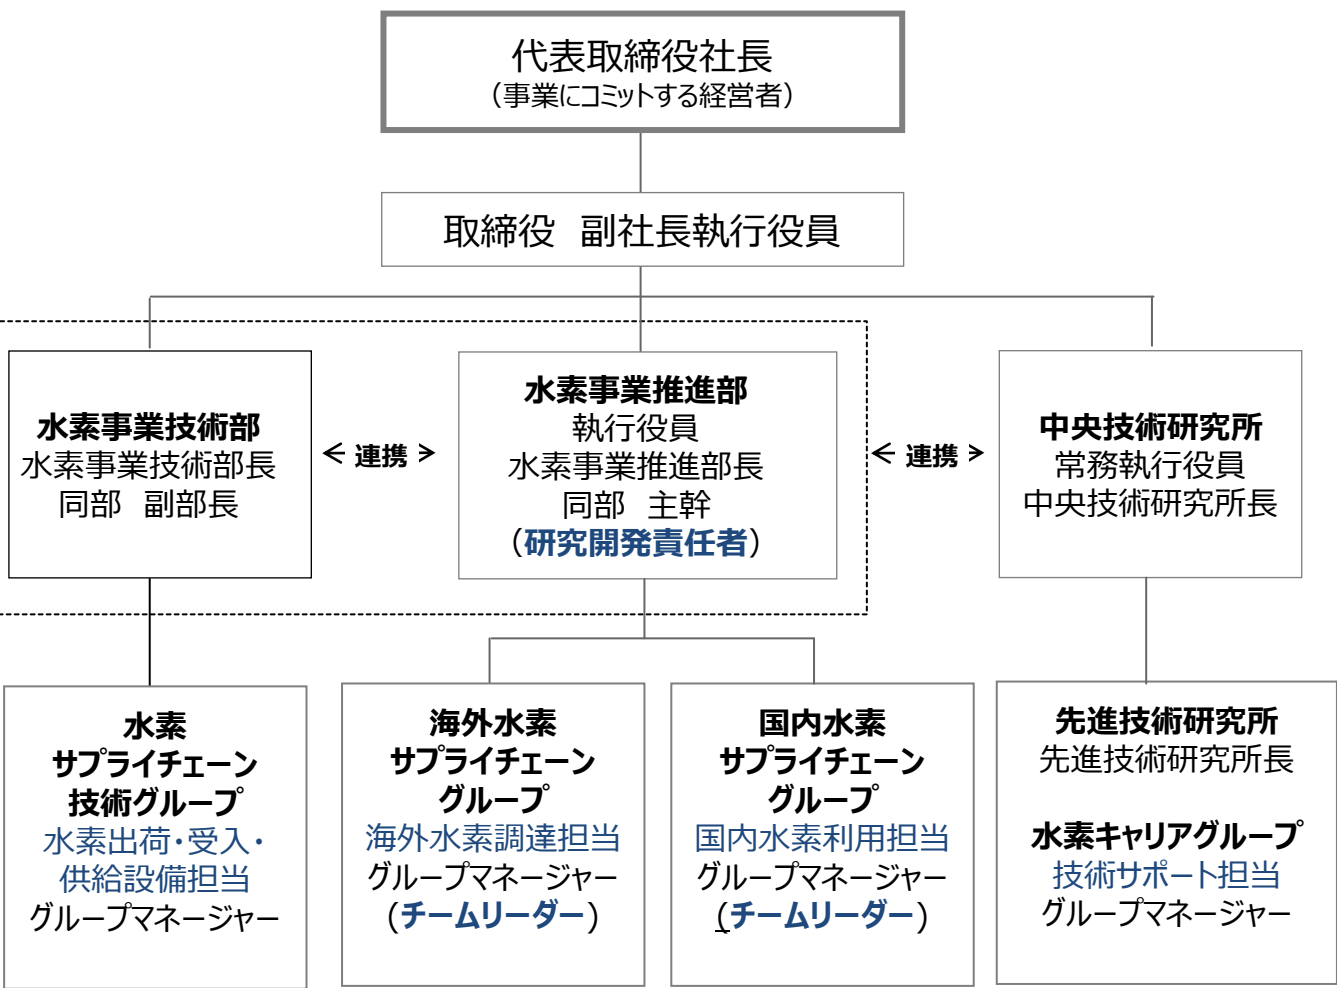 代表取締役社長
（事業にコミットする経営者）
取締役　副社長執行役員
水素事業技術部
水素事業技術部長
同部　副部長
< 連携 >
水素事業推進部
執行役員
水素事業推進部長
同部　主幹
（研究開発責任者）
< 連携 >
中央技術研究所
常務執行役員
中央技術研究所長
水素
サプライチェーン
技術グループ
水素出荷・受入・
供給設備担当
グループマネージャー
海外水素
サプライチェーン
グループ
海外水素調達担当
グループマネージャー
（チームリーダー）
国内水素
サプライチェーン
グループ
国内水素利用担当
グループマネージャー
（チームリーダー）
先進技術研究所
先進技術研究所長
水素キャリアグループ
技術サポート担当
グループマネージャー